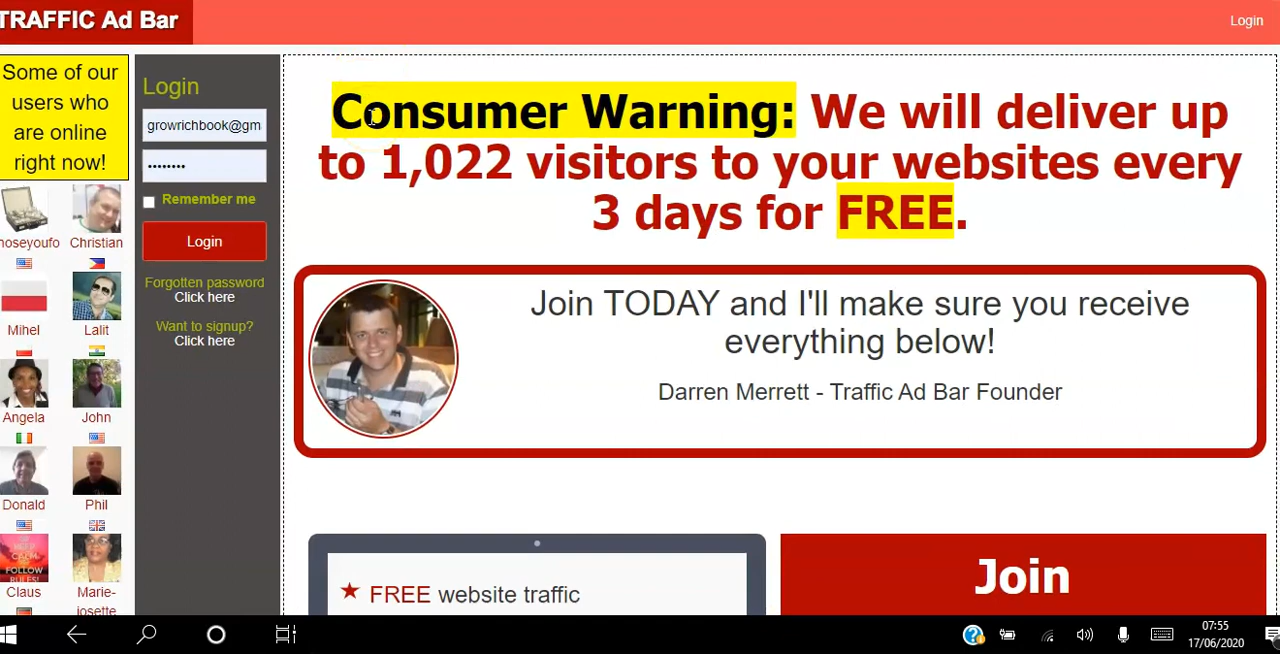 TRAFFIC Ad Bar
Login
Some of our
users who
are online
right now!
noseyoufo
Christian
Mihel
Lalit
Angela
John
Donald
Phil
Claus
Marie-
josette
Login
growrichbook@gm
••••••••
Remember me
Login
Forgotten password
Click here
Want to signup?
Click here
Consumer Warning: We will deliver up
to 1,022 visitors to your websites every
3 days for FREE.
Join TODAY and I'll make sure you receive
everything below!
Darren Merrett - Traffic Ad Bar Founder
★ FREE website traffic
Join
07:55
17/06/2020